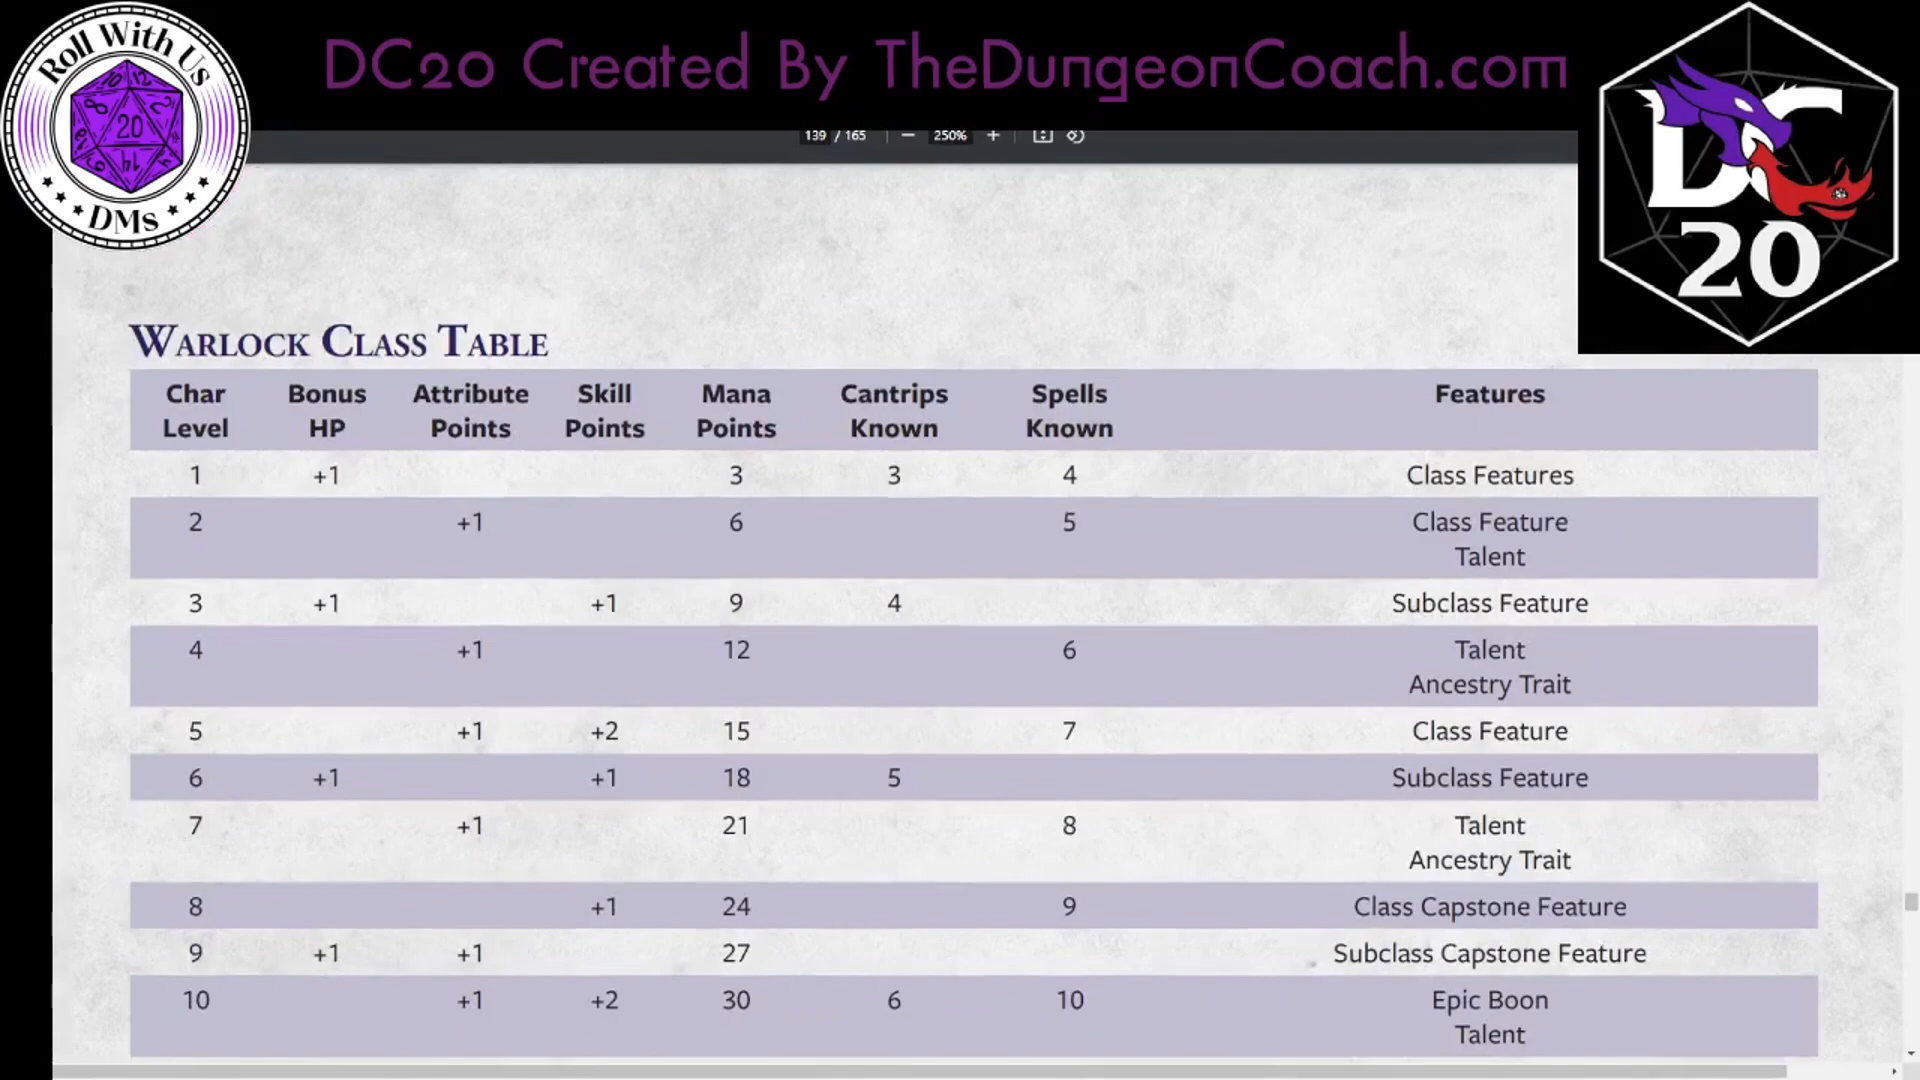 Roll With Us
20
DMs
DC20 Created By TheDungeonCoach.com
DC
20
139 / 165 — 250% +
Warlock Class Table
Char Level Bonus HP Attribute Points Skill Points Mana Points Cantrips Known Spells Known Features
1 +1 3 3 4 Class Features
2 +1 6 5 Class Feature
Talent
3 +1 +1 9 4 Subclass Feature
4 +1 12 6 Talent
Ancestry Trait
5 +1 +2 15 7 Class Feature
6 +1 +1 18 5 Subclass Feature
7 +1 21 8 Talent
Ancestry Trait
8 +1 24 9 Class Capstone Feature
9 +1 +1 27 Subclass Capstone Feature
10 +1 +2 30 6 10 Epic Boon
Talent